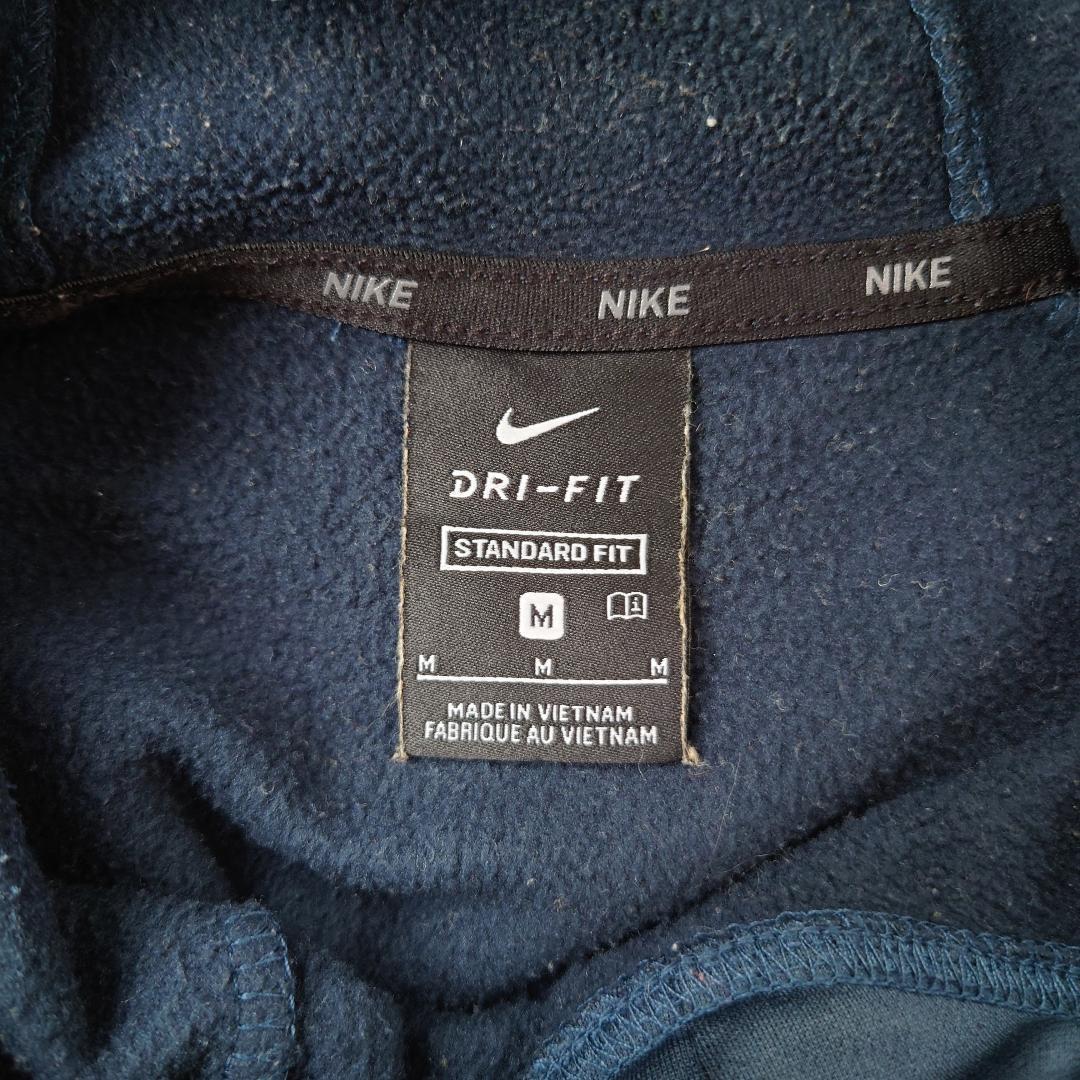 NIKE NIKE NIKE
DRI-FIT
STANDARD FIT
M
M M M
MADE IN VIETNAM
FABRIQUE AU VIETNAM